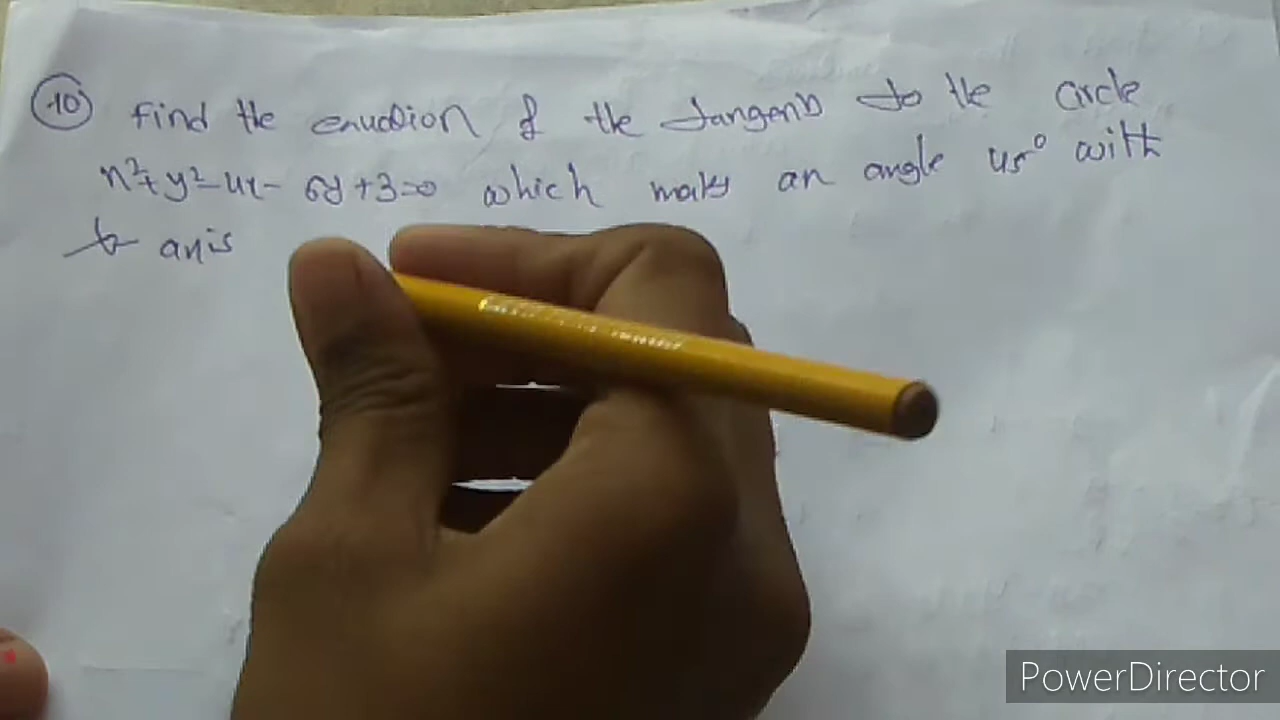 10 Find the equation of the tangents to the circle
x²+y²-4x-6y+3=0 which makes an angle 45° with
x axis
PowerDirector